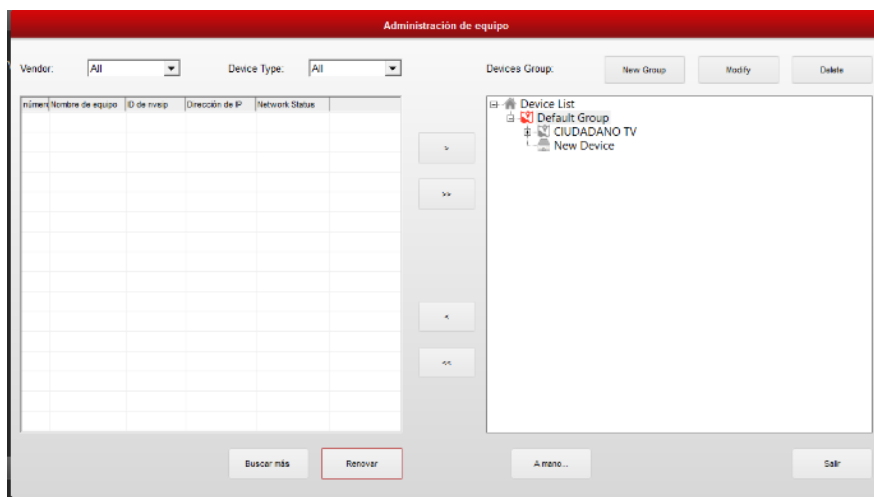 Administración de equipo
Vendor: All Device Type: All Devices Group: New Group Modify Delete
númer Nombre de equipo ID de nvsip Dirección de IP Network Status
Device List
Default Group
CIUDADANO TV
New Device
>
>>
<
<<
Buscar más Renovar A mano... Salir